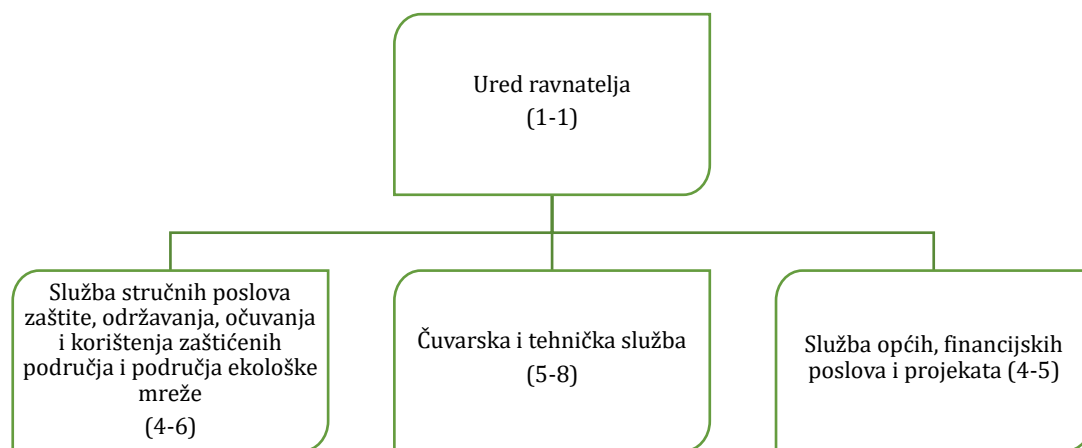 Ured ravnatelja
(1-1)
Služba stručnih poslova
zaštite, održavanja, očuvanja
i korištenja zaštićenih
područja i područja ekološke
mreže
(4-6)
Čuvarska i tehnička služba
(5-8)
Služba općih, financijskih
poslova i projekata (4-5)